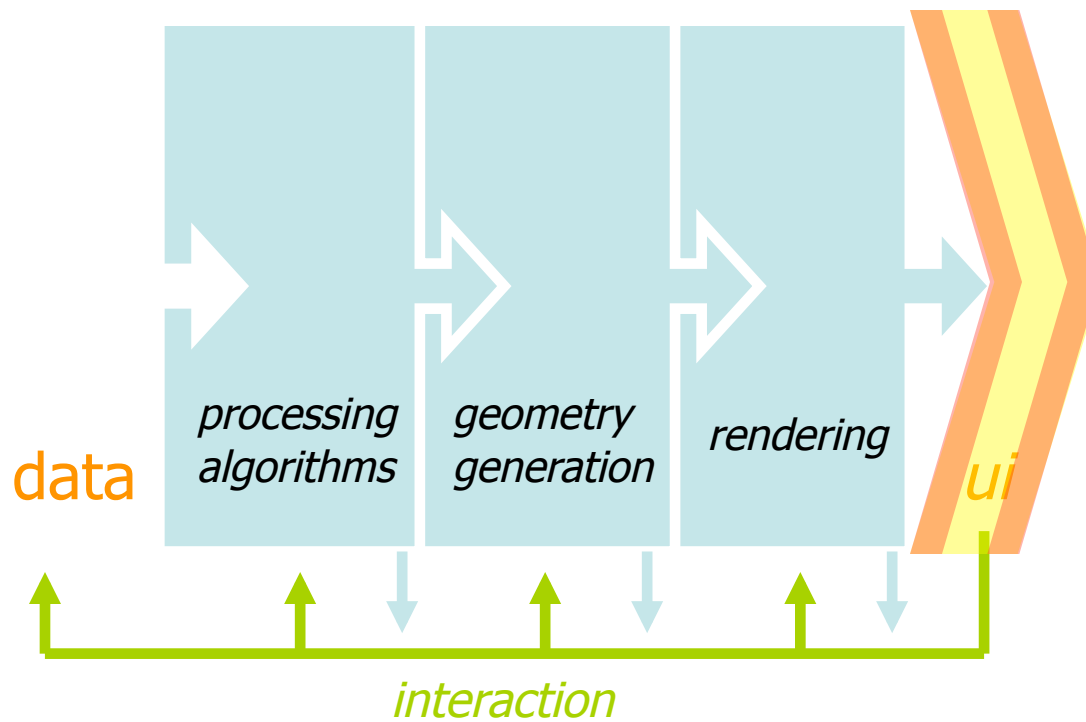 data
processing
algorithms
geometry
generation
rendering
ui
interaction